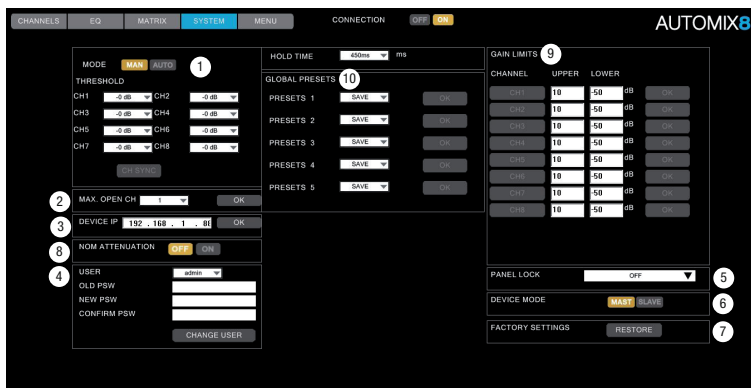 CHANNELS EQ MATRIX SYSTEM MENU CONNECTION OFF ON AUTOMIX8
MODE MAN AUTO 1
THRESHOLD
CH1 -0 dB CH2 -0 dB
CH3 -0 dB CH4 -0 dB
CH5 -0 dB CH6 -0 dB
CH7 -0 dB CH8 -0 dB
CH SYNC
2 MAX. OPEN CH 1 OK
3 DEVICE IP 192 . 168 . 1 . 80 OK
8 NOM ATTENUATION OFF ON
4 USER admin
OLD PSW
NEW PSW
CONFIRM PSW
CHANGE USER
HOLD TIME 450ms ms
GLOBAL PRESETS 10
PRESETS 1 SAVE OK
PRESETS 2 SAVE OK
PRESETS 3 SAVE OK
PRESETS 4 SAVE OK
PRESETS 5 SAVE OK
GAIN LIMITS 9
CHANNEL UPPER LOWER
CH1 10 -50 dB OK
CH2 10 -50 dB OK
CH3 10 -50 dB OK
CH4 10 -50 dB OK
CH5 10 -50 dB OK
CH6 10 -50 dB OK
CH7 10 -50 dB OK
CH8 10 -50 dB OK
PANEL LOCK OFF 5
DEVICE MODE MAST SLAVE 6
FACTORY SETTINGS RESTORE 7